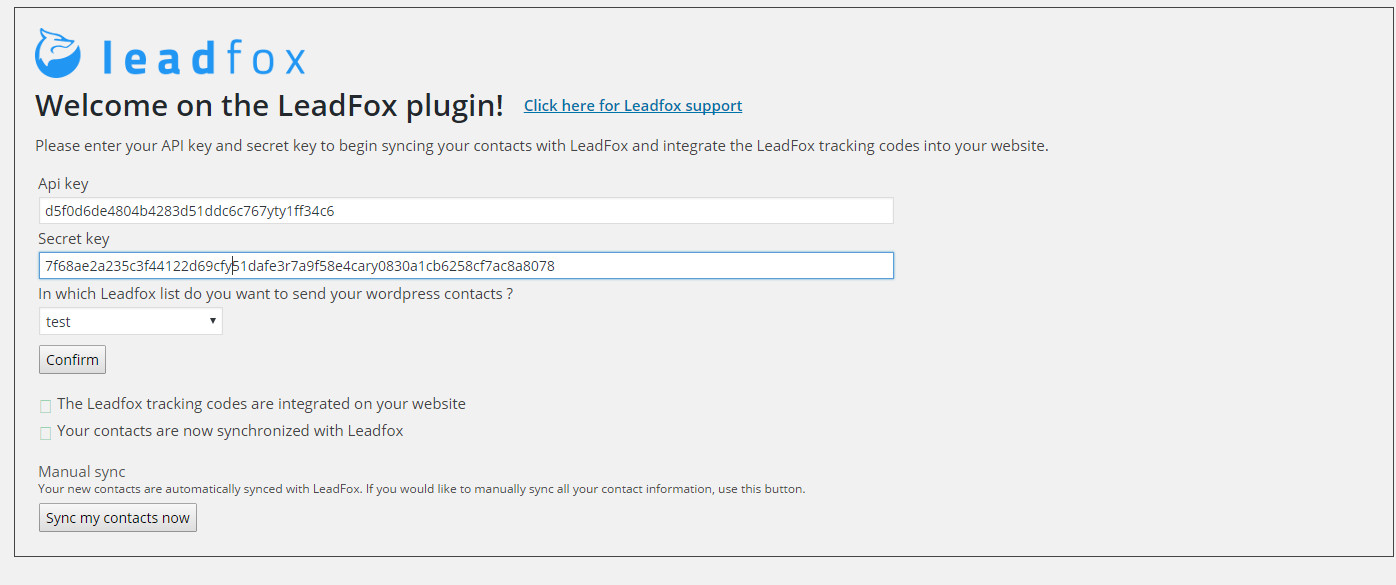 leadfox
Welcome on the LeadFox plugin! Click here for Leadfox support
Please enter your API key and secret key to begin syncing your contacts with LeadFox and integrate the LeadFox tracking codes into your website.
Api key
d5f0d6de4804b4283d51ddc6c767yty1ff34c6
Secret key
7f68ae2a235c3f44122d69cfy51dafe3r7a9f58e4cary0830a1cb6258cf7ac8a8078
In which Leadfox list do you want to send your wordpress contacts ?
test
Confirm
The Leadfox tracking codes are integrated on your website
Your contacts are now synchronized with Leadfox
Manual sync
Your new contacts are automatically synced with LeadFox. If you would like to manually sync all your contact information, use this button.
Sync my contacts now